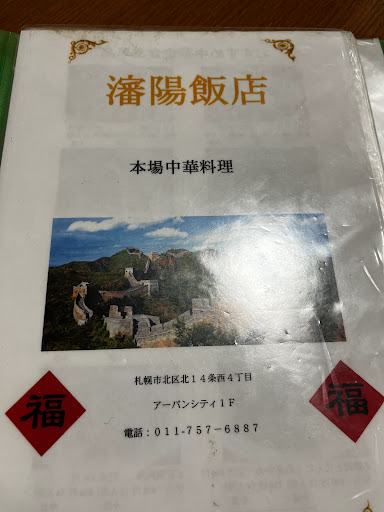 瀋陽飯店
本場中華料理
札幌市北区北１４条西４丁目
アーバンシティ１Ｆ
電話：０１１-７５７-６８８７
福
福